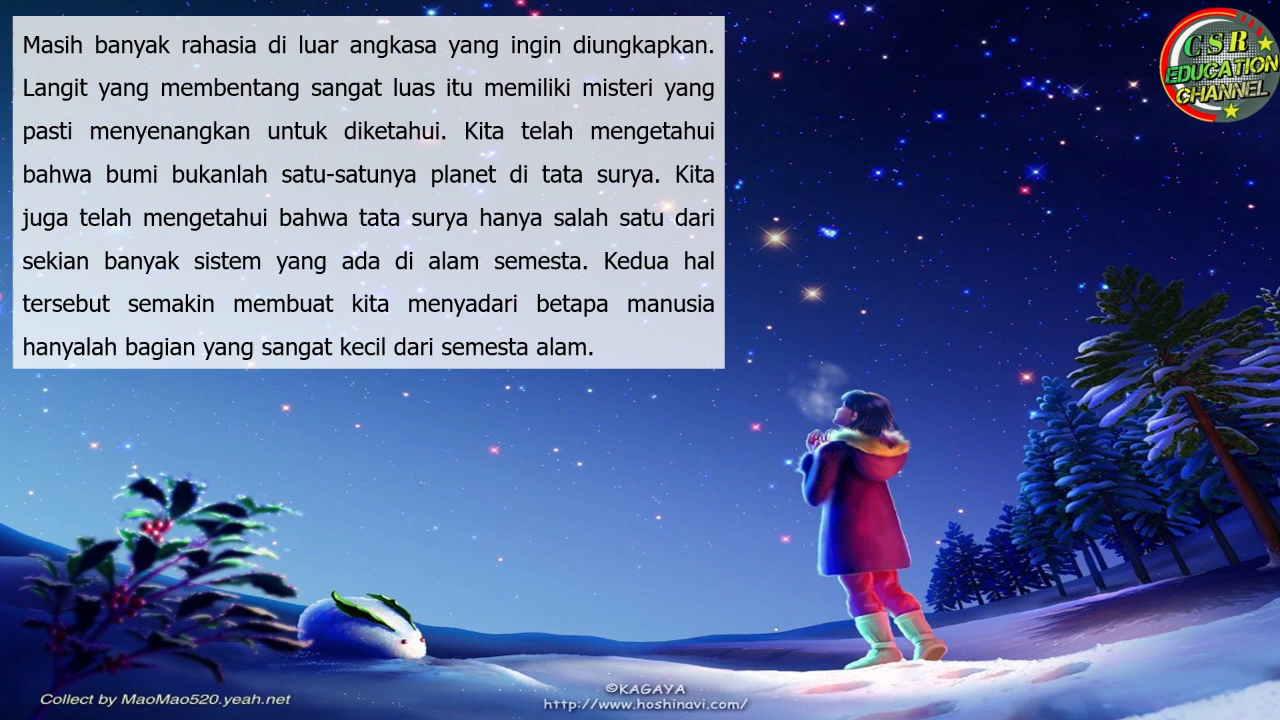 Masih banyak rahasia di luar angkasa yang ingin diungkapkan.
Langit yang membentang sangat luas itu memiliki misteri yang
pasti menyenangkan untuk diketahui. Kita telah mengetahui
bahwa bumi bukanlah satu-satunya planet di tata surya. Kita
juga telah mengetahui bahwa tata surya hanya salah satu dari
sekian banyak sistem yang ada di alam semesta. Kedua hal
tersebut semakin membuat kita menyadari betapa manusia
hanyalah bagian yang sangat kecil dari semesta alam.
CSR
EDUCATION
CHANNEL
Collect by MaoMao520.yeah.net
©KAGAYA
http://www.hoshinavi.com/